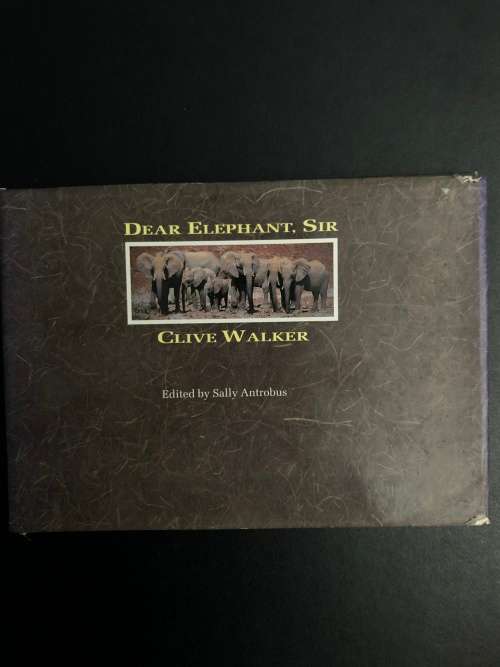 DEAR ELEPHANT, SIR
CLIVE WALKER
Edited by Sally Antrobus